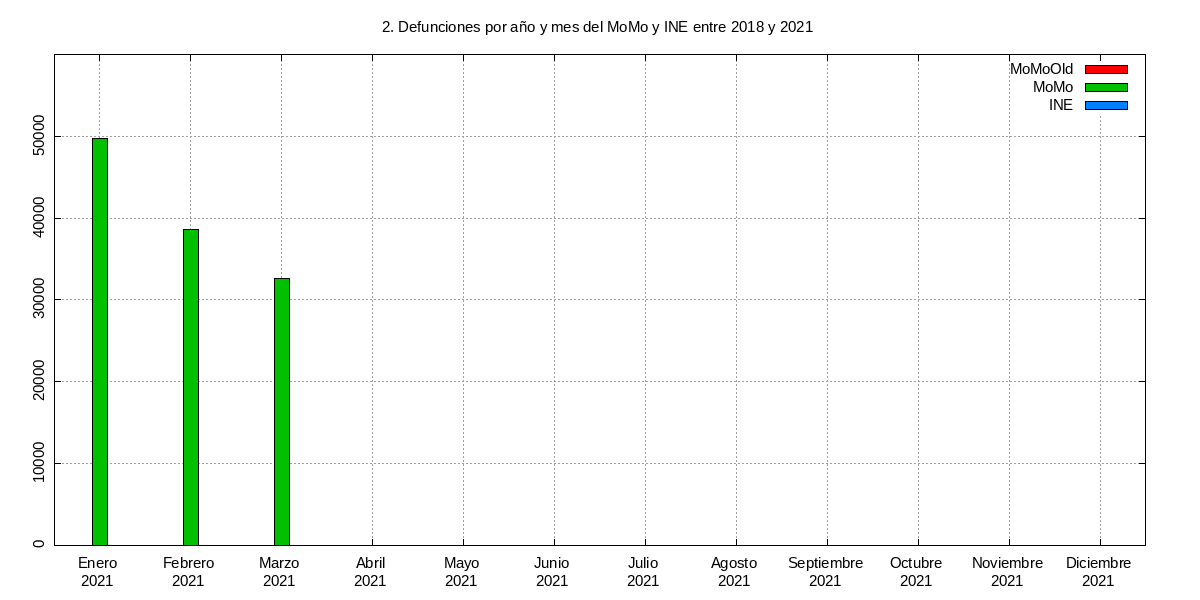 2. Defunciones por año y mes del MoMo y INE entre 2018 y 2021
MoMoOld
MoMo
INE
50000
40000
30000
20000
10000
0
Enero Febrero Marzo Abril Mayo Junio Julio Agosto Septiembre Octubre Noviembre Diciembre
2021 2021 2021 2021 2021 2021 2021 2021 2021 2021 2021 2021